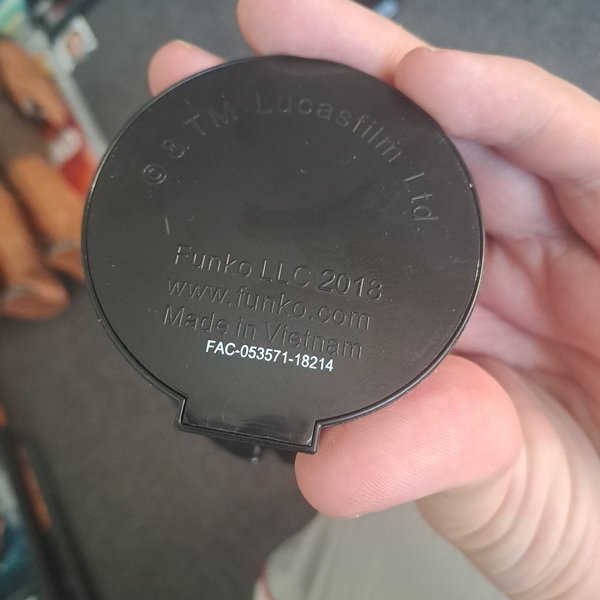 © & TM Lucasfilm Ltd.
Funko LLC 2018
www.funko.com
Made in Vietnam
FAC-053571-18214